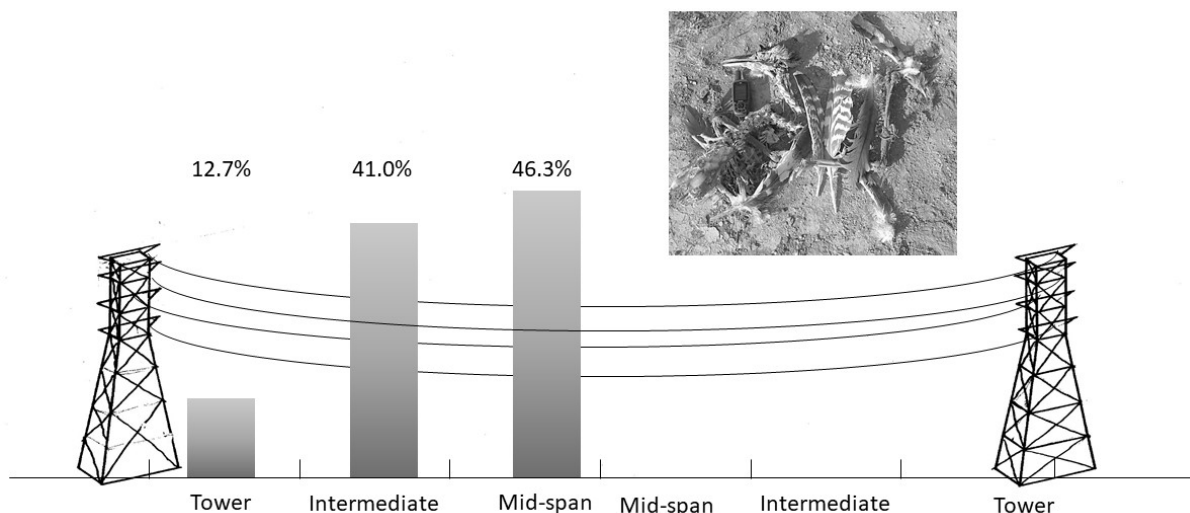 12.7% 41.0% 46.3%
Tower Intermediate Mid-span Mid-span Intermediate Tower